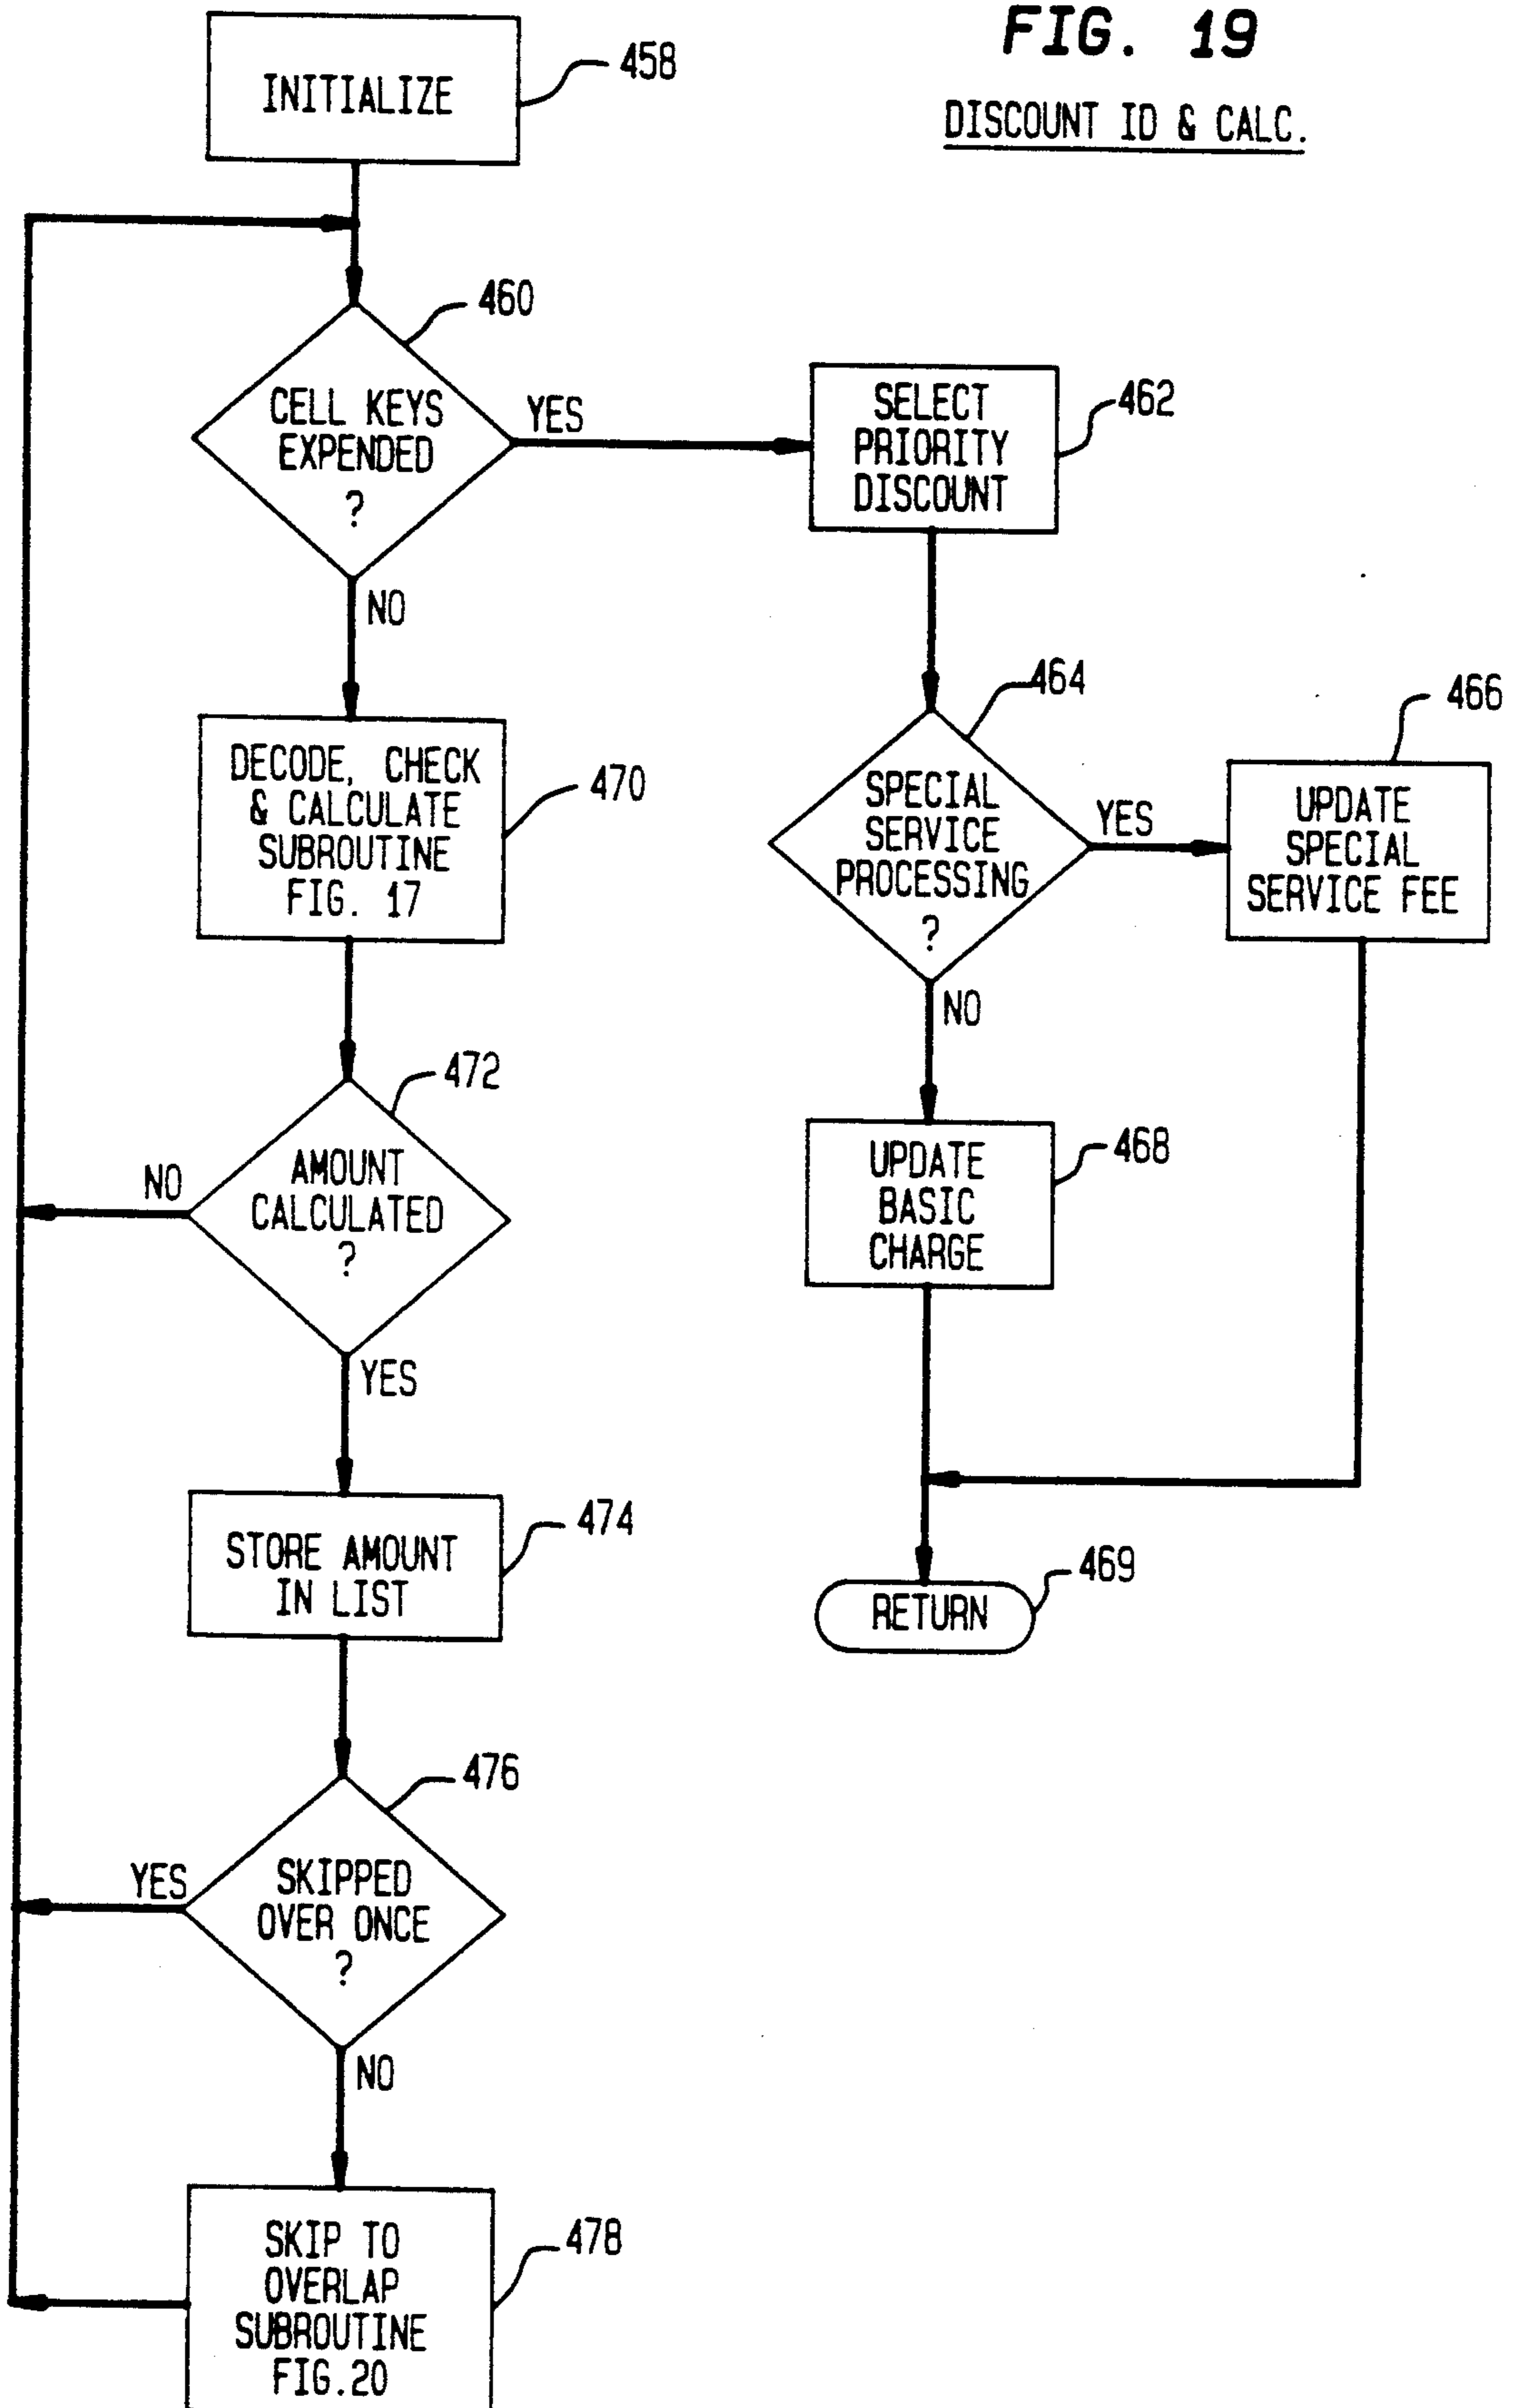 FIG. 19
DISCOUNT ID & CALC.
INITIALIZE
458
460
CELL KEYS
EXPENDED
?
YES
NO
SELECT
PRIORITY
DISCOUNT
462
464
SPECIAL
SERVICE
PROCESSING
?
YES
NO
466
UPDATE
SPECIAL
SERVICE FEE
DECODE, CHECK
& CALCULATE
SUBROUTINE
FIG. 17
470
472
AMOUNT
CALCULATED
?
NO
YES
UPDATE
BASIC
CHARGE
468
STORE AMOUNT
IN LIST
474
RETURN
469
476
SKIPPED
OVER ONCE
?
YES
NO
SKIP TO
OVERLAP
SUBROUTINE
FIG.20
478